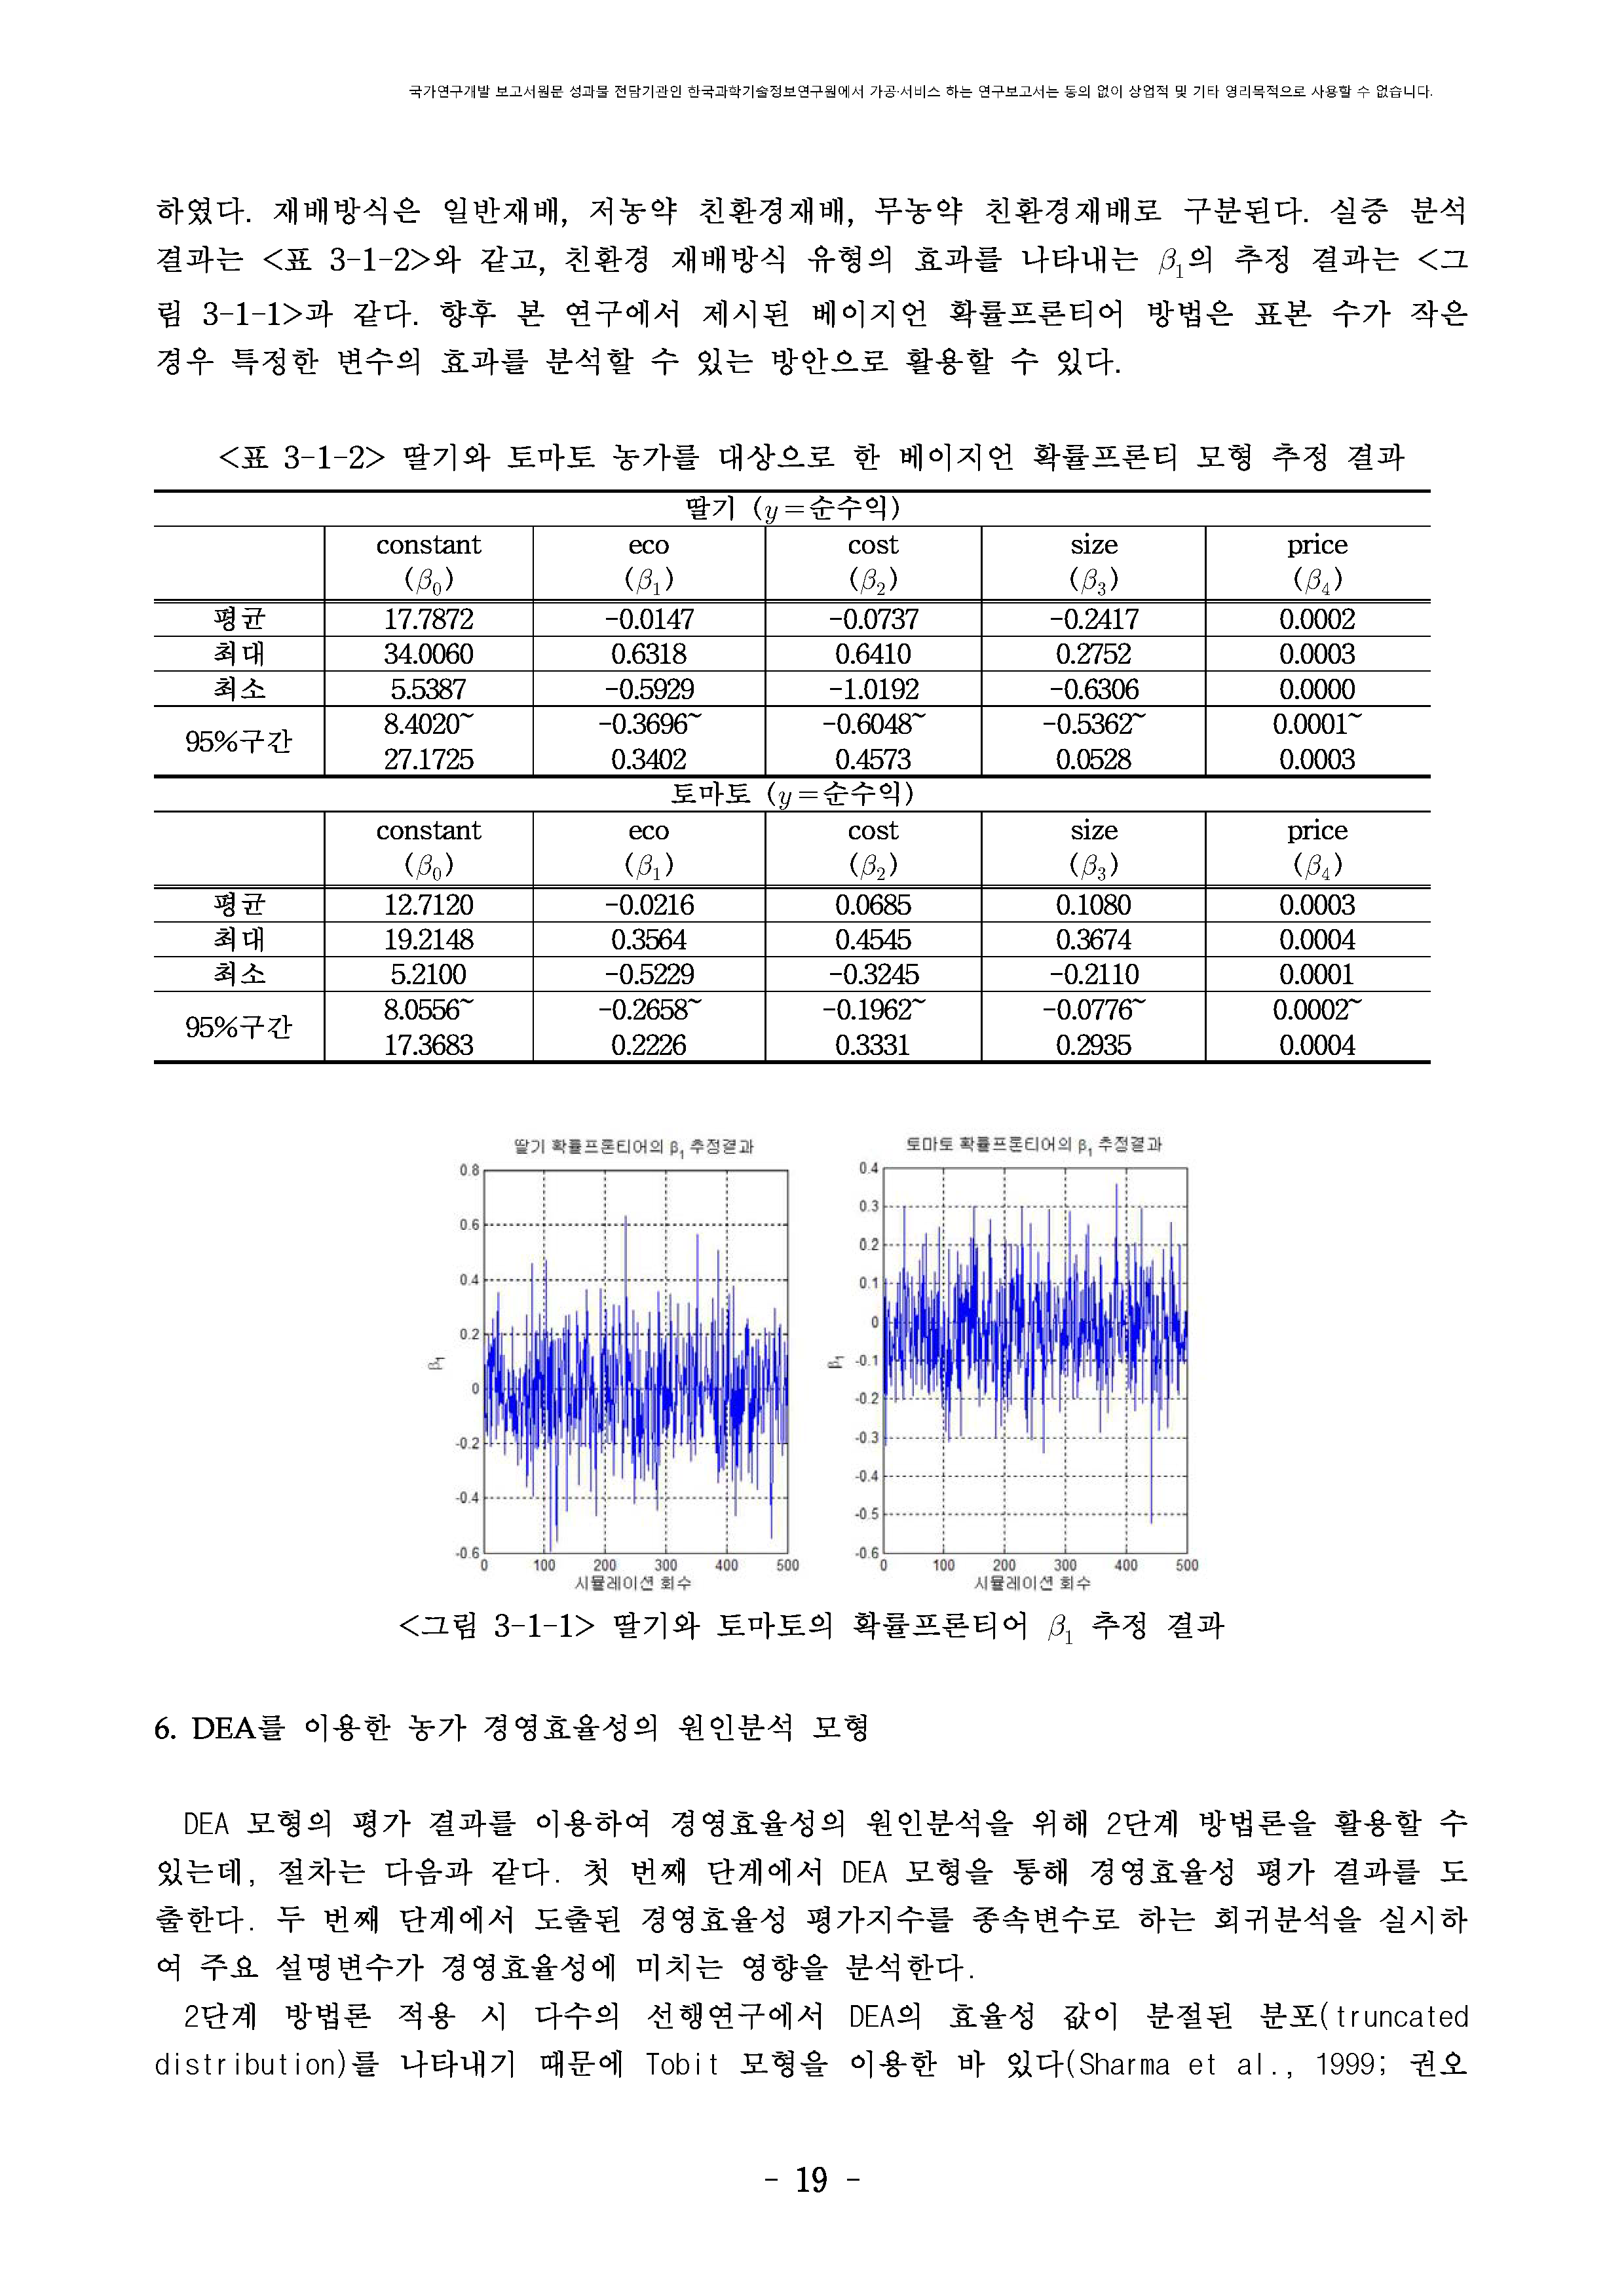 국가연구개발 보고서원문 성과물 전담기관인 한국과학기술정보연구원에서 가공·서비스 하는 연구보고서는 동의 없이 상업적 및 기타 영리목적으로 사용할 수 없습니다.
하였다. 재배방식은 일반재배, 저농약 친환경재배, 무농약 친환경재배로 구분된다. 실증 분석
결과는 <표 3-1-2>와 같고, 친환경 재배방식 유형의 효과를 나타내는 β₁의 추정 결과는 <그
림 3-1-1>과 같다. 향후 본 연구에서 제시된 베이지언 확률프론티어 방법은 표본 수가 작은
경우 특정한 변수의 효과를 분석할 수 있는 방안으로 활용할 수 있다.
<표 3-1-2> 딸기와 토마토 농가를 대상으로 한 베이지언 확률프론티 모형 추정 결과
딸기 (y=순수익)
constant eco cost size price
(β₀) (β₁) (β₂) (β₃) (β₄)
평균 17.7872 -0.0147 -0.0737 -0.2417 0.0002
최대 34.0060 0.6318 0.6410 0.2752 0.0003
최소 5.5387 -0.5929 -1.0192 -0.6306 0.0000
95%구간 8.4020~ -0.3696~ -0.6048~ -0.5362~ 0.0001~
27.1725 0.3402 0.4573 0.0528 0.0003
토마토 (y=순수익)
constant eco cost size price
(β₀) (β₁) (β₂) (β₃) (β₄)
평균 12.7120 -0.0216 0.0685 0.1080 0.0003
최대 19.2148 0.3564 0.4545 0.3674 0.0004
최소 5.2100 -0.5229 -0.3245 -0.2110 0.0001
95%구간 8.0556~ -0.2658~ -0.1962~ -0.0776~ 0.0002~
17.3683 0.2226 0.3331 0.2935 0.0004
딸기 확률프론티어의 β₁ 추정결과
0.8
0.6
0.4
0.2
0
-0.2
-0.4
-0.6
β₁
0 100 200 300 400 500
시뮬레이션 회수
토마토 확률프론티어의 β₁ 추정결과
0.4
0.3
0.2
0.1
0
-0.1
-0.2
-0.3
-0.4
-0.5
-0.6
β₁
0 100 200 300 400 500
시뮬레이션 회수
<그림 3-1-1> 딸기와 토마토의 확률프론티어 β₁ 추정 결과
6. DEA를 이용한 농가 경영효율성의 원인분석 모형
DEA 모형의 평가 결과를 이용하여 경영효율성의 원인분석을 위해 2단계 방법론을 활용할 수
있는데, 절차는 다음과 같다. 첫 번째 단계에서 DEA 모형을 통해 경영효율성 평가 결과를 도
출한다. 두 번째 단계에서 도출된 경영효율성 평가지수를 종속변수로 하는 회귀분석을 실시하
여 주요 설명변수가 경영효율성에 미치는 영향을 분석한다.
2단계 방법론 적용 시 다수의 선행연구에서 DEA의 효율성 값이 분절된 분포(truncated
distribution)를 나타내기 때문에 Tobit 모형을 이용한 바 있다(Sharma et al., 1999; 권오
- 19 -